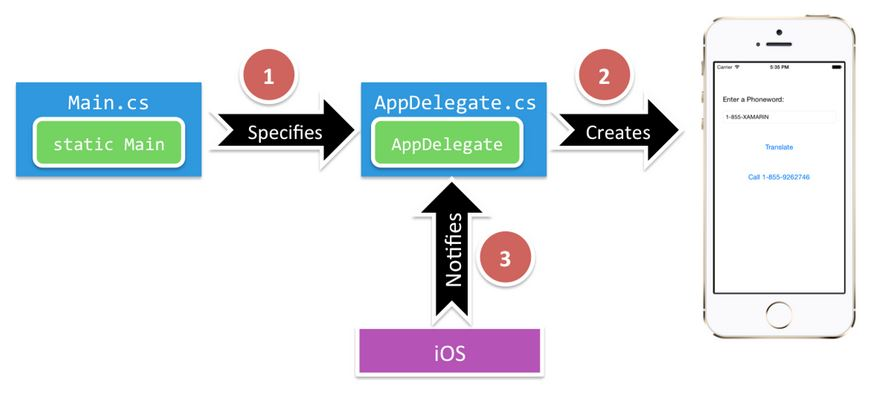 1
2
Main.cs
static Main
Specifies
AppDelegate.cs
AppDelegate
Creates
Notifies
3
iOS
Carrier
5:35 PM
Enter a Phoneword:
1-855-XAMARIN
Translate
Call 1-855-9262746